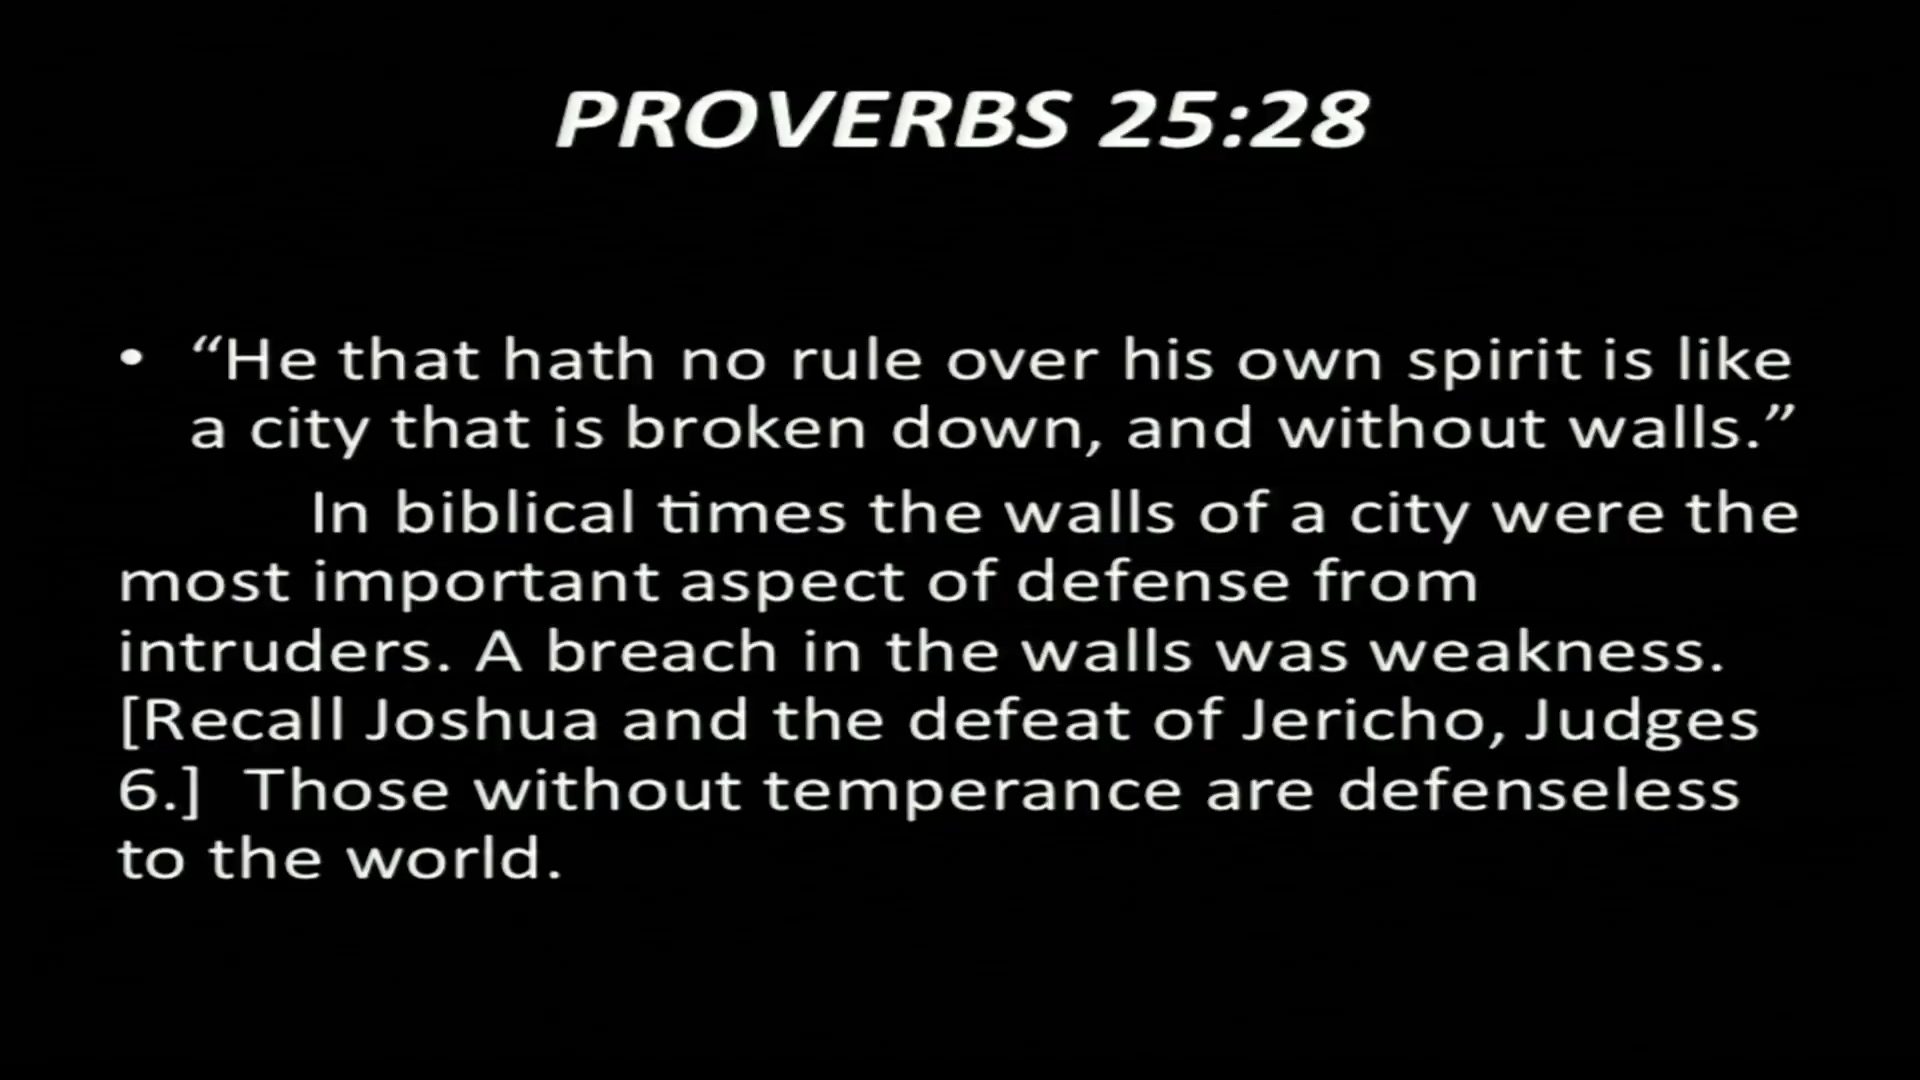 PROVERBS 25:28
• “He that hath no rule over his own spirit is like
a city that is broken down, and without walls.”
In biblical times the walls of a city were the
most important aspect of defense from
intruders. A breach in the walls was weakness.
[Recall Joshua and the defeat of Jericho, Judges
6.] Those without temperance are defenseless
to the world.